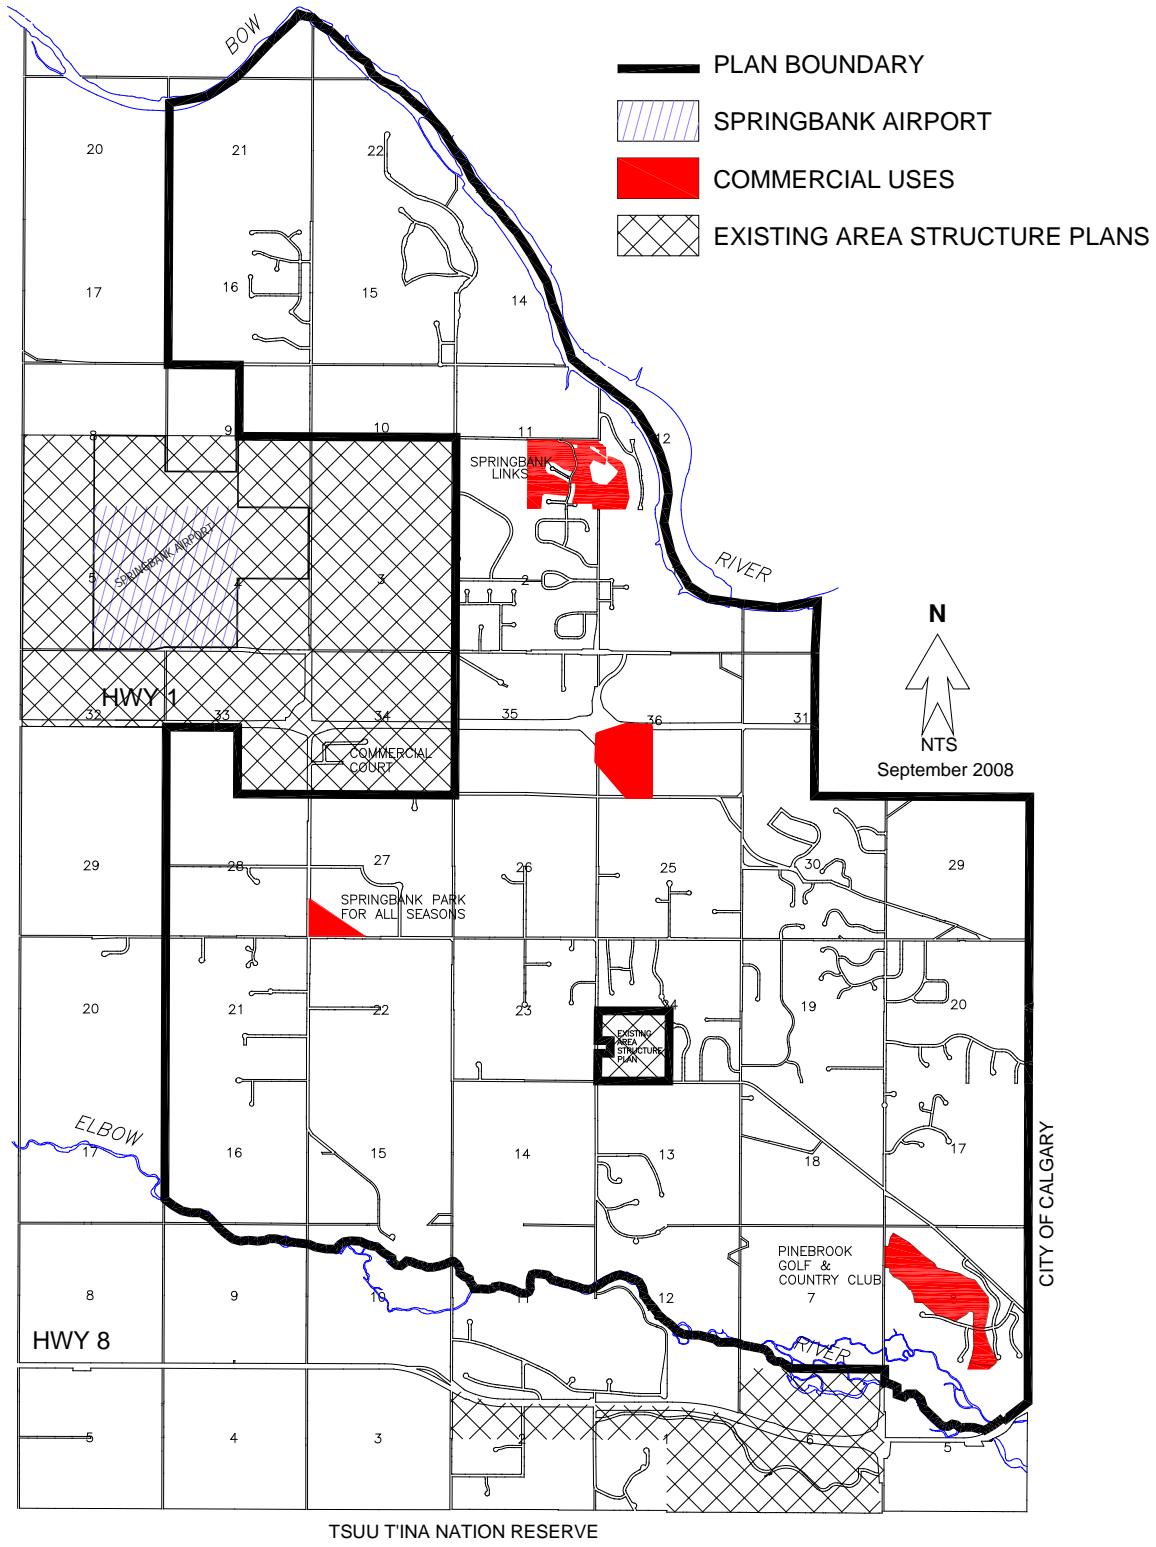 BOW
PLAN BOUNDARY
SPRINGBANK AIRPORT
COMMERCIAL USES
EXISTING AREA STRUCTURE PLANS
20
21
22
17
16
15
14
8
9
10
11
12
SPRINGBANK
LINKS
SPRINGBANK AIRPORT
5
4
3
2
RIVER
N
NTS
September 2008
HWY 1
32
33
34
35
36
31
COMMERCIAL
COURT
29
28
27
26
25
30
29
SPRINGBANK PARK
FOR ALL SEASONS
20
21
22
23
24
19
20
EXISTING
AREA
STRUCTURE
PLAN
ELBOW
17
16
15
14
13
18
17
CITY OF CALGARY
PINEBROOK
GOLF &
COUNTRY CLUB
8
9
10
11
12
7
8
HWY 8
RIVER
5
4
3
2
1
6
5
TSUU T'INA NATION RESERVE